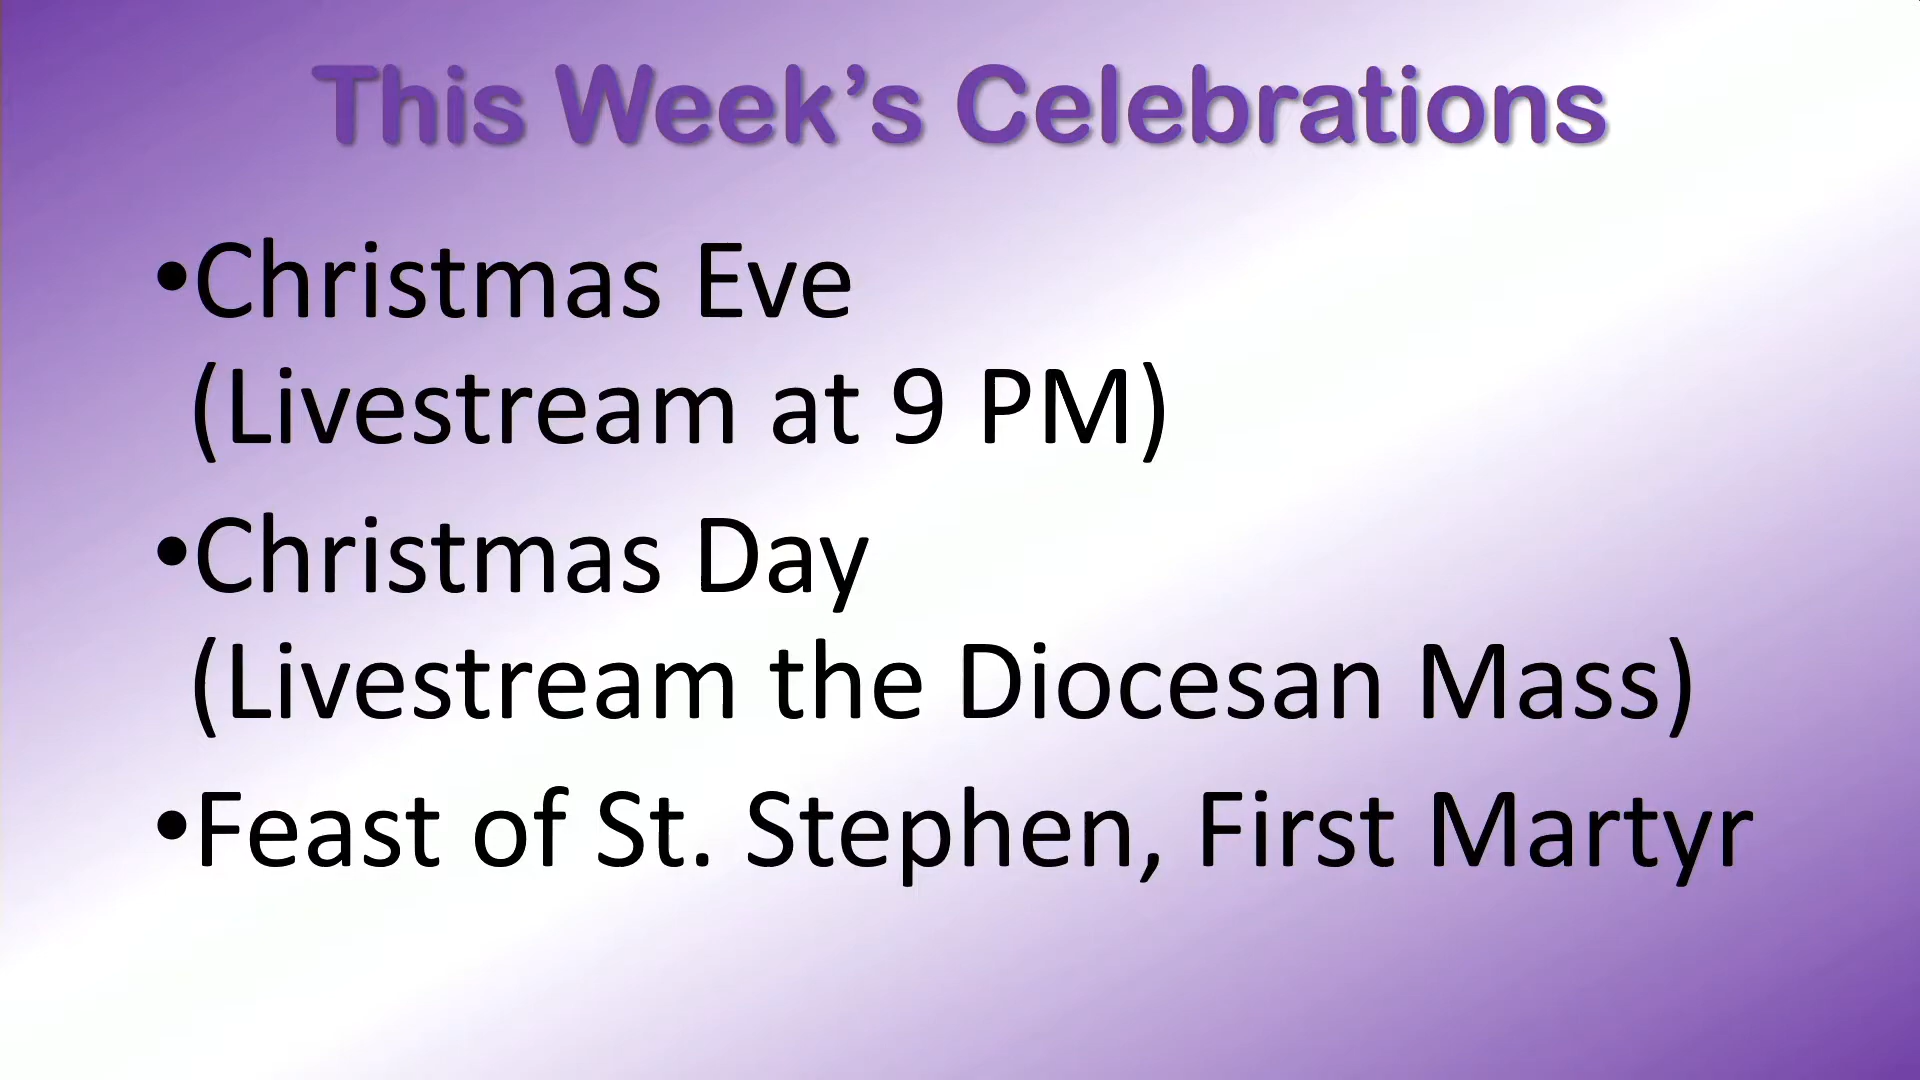 This Week’s Celebrations
•Christmas Eve
(Livestream at 9 PM)
•Christmas Day
(Livestream the Diocesan Mass)
•Feast of St. Stephen, First Martyr